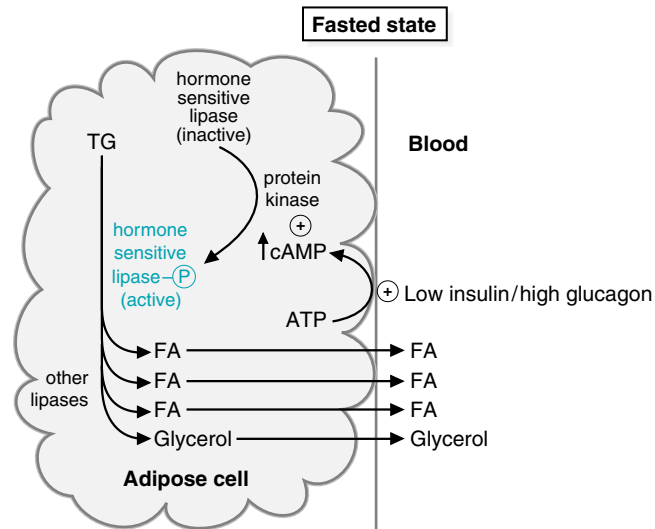 Fasted state
hormone
sensitive
lipase
(inactive)
TG
Blood
protein
kinase
+
hormone
sensitive
lipase–P
(active)
↑cAMP
+ Low insulin/high glucagon
ATP
FA
FA
FA
FA
other
lipases
FA
FA
Glycerol
Glycerol
Adipose cell